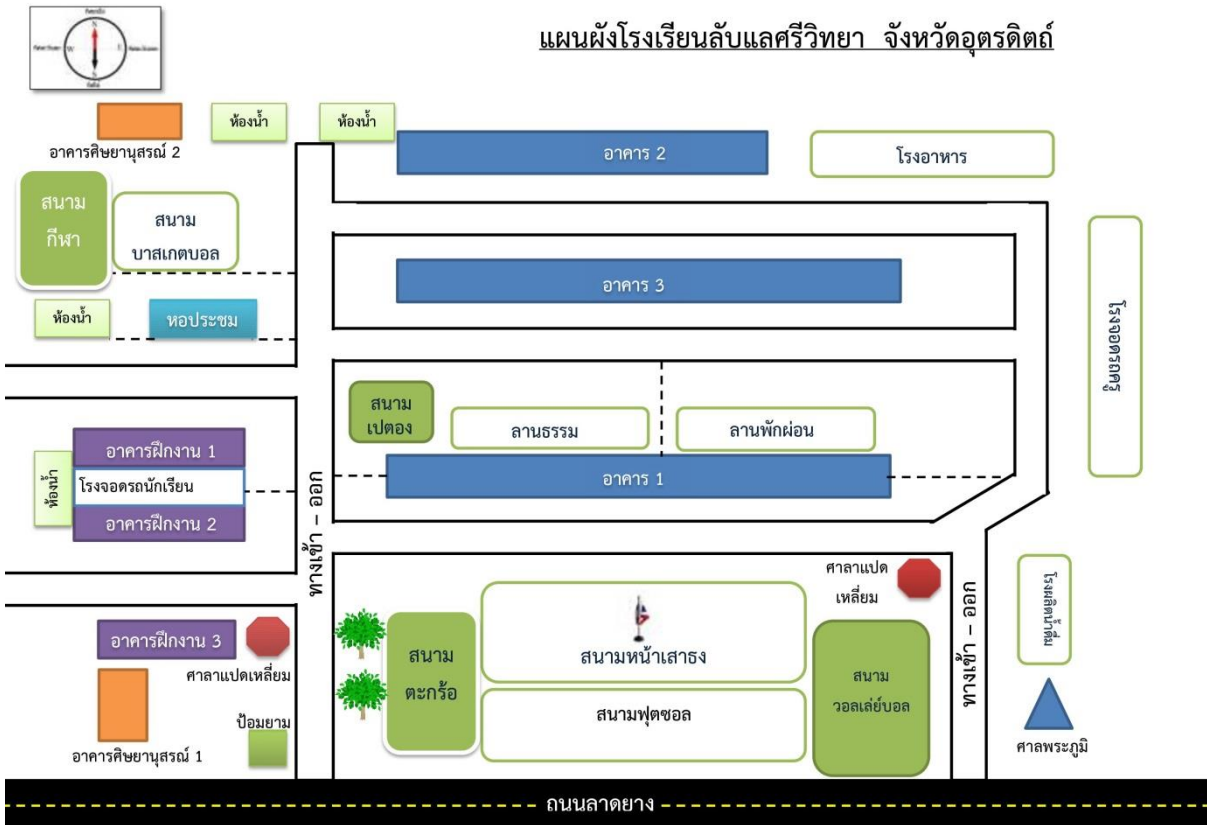 แผนผังโรงเรียนลับแลศรีวิทยา จังหวัดอุตรดิตถ์
N
W
E
S
ห้องน้ำ
ห้องน้ำ
อาคารศิษยานุสรณ์ 2
อาคาร 2
โรงอาหาร
สนาม
กีฬา
สนาม
บาสเกตบอล
อาคาร 3
โรงจอดรถครู
ห้องน้ำ
หอประชุม
สนาม
เปตอง
ลานธรรม
ลานพักผ่อน
อาคารฝึกงาน 1
ห้องน้ำ
โรงจอดรถนักเรียน
อาคารฝึกงาน 2
อาคาร 1
ทางเข้า – ออก
ศาลาแปด
เหลี่ยม
ทางเข้า – ออก
โรงผลิตน้ำดื่ม
อาคารฝึกงาน 3
ศาลาแปดเหลี่ยม
สนาม
ตะกร้อ
สนามหน้าเสาธง
สนาม
วอลเล่ย์บอล
สนามฟุตซอล
ป้อมยาม
อาคารศิษยานุสรณ์ 1
ศาลพระภูมิ
ถนนลาดยาง